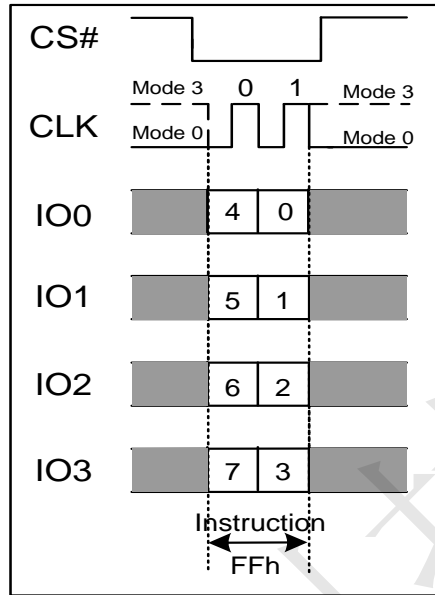 CS#
Mode 3 0 1 Mode 3
CLK
Mode 0 Mode 0
IO0 4 0
IO1 5 1
IO2 6 2
IO3 7 3
Instruction
FFh